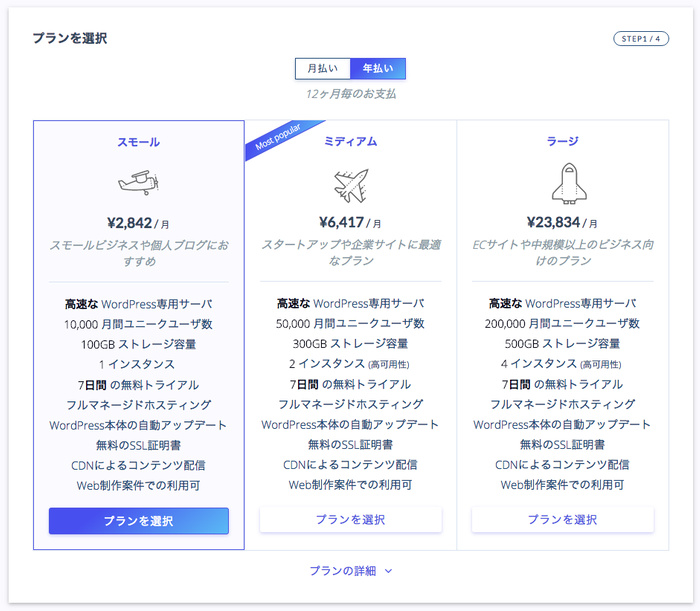 プランを選択
STEP1 / 4
月払い
年払い
12ヶ月毎のお支払
スモール
¥2,842 / 月
スモールビジネスや個人ブログにお
すすめ
高速な WordPress専用サーバ
10,000 月間ユニークユーザ数
100GB ストレージ容量
1 インスタンス
7日間 の無料トライアル
フルマネージドホスティング
WordPress本体の自動アップデート
無料のSSL証明書
CDNによるコンテンツ配信
Web制作案件での利用可
プランを選択
Most popular
ミディアム
¥6,417 / 月
スタートアップや企業サイトに最適
なプラン
高速な WordPress専用サーバ
50,000 月間ユニークユーザ数
300GB ストレージ容量
2 インスタンス (高可用性)
7日間 の無料トライアル
フルマネージドホスティング
WordPress本体の自動アップデート
無料のSSL証明書
CDNによるコンテンツ配信
Web制作案件での利用可
プランを選択
ラージ
¥23,834 / 月
ECサイトや中規模以上のビジネス向
けのプラン
高速な WordPress専用サーバ
200,000 月間ユニークユーザ数
500GB ストレージ容量
4 インスタンス (高可用性)
7日間 の無料トライアル
フルマネージドホスティング
WordPress本体の自動アップデート
無料のSSL証明書
CDNによるコンテンツ配信
Web制作案件での利用可
プランを選択
プランの詳細